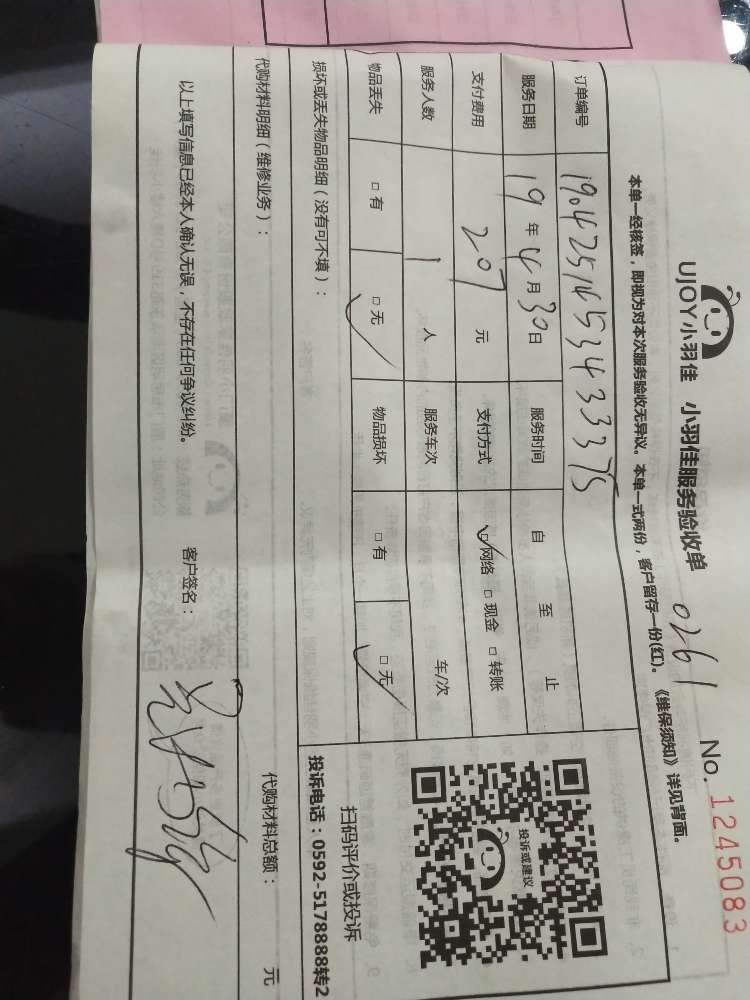 UJOY小羽佳 小羽佳服务验收单 0261 No. 1245083
本单一经核签，即视为对本次服务验收无异议。本单一式两份，客户留存一份(红)。《维保须知》详见背面。
订单编号 19042514534333375
服务日期 19 年 4 月 30 日 服务时间 自 至 止
支付费用 207 元 支付方式 □网络 □现金 □转账
服务人数 1 人 服务车次 车/次
物品丢失 □有 □无 物品损坏 □有 □无
投诉或建议
扫码评价或投诉
投诉电话：0592-5178888转2
损坏或丢失物品明细（没有可不填）：
代购材料明细（维修业务）： 代购材料总额： 元
以上填写信息已经本人确认无误，不存在任何争议纠纷。 客户签名：